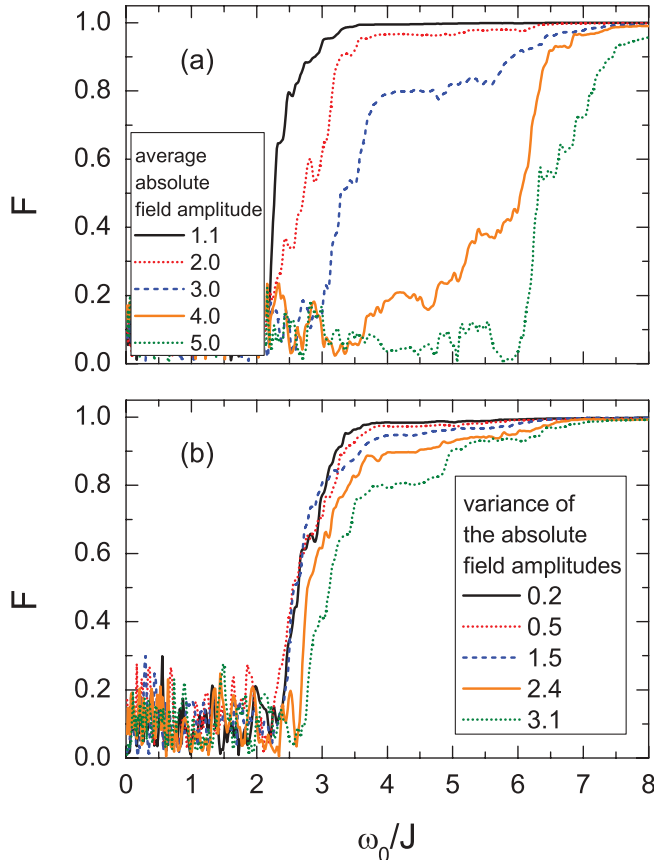 1.0
(a)
0.8
average
absolute
field amplitude
1.1
2.0
3.0
4.0
5.0
0.6
F
0.4
0.2
0.0
1.0
(b)
0.8
variance of
the absolute
field amplitudes
0.2
0.5
1.5
2.4
3.1
0.6
F
0.4
0.2
0.0
0 1 2 3 4 5 6 7 8
ω₀/J